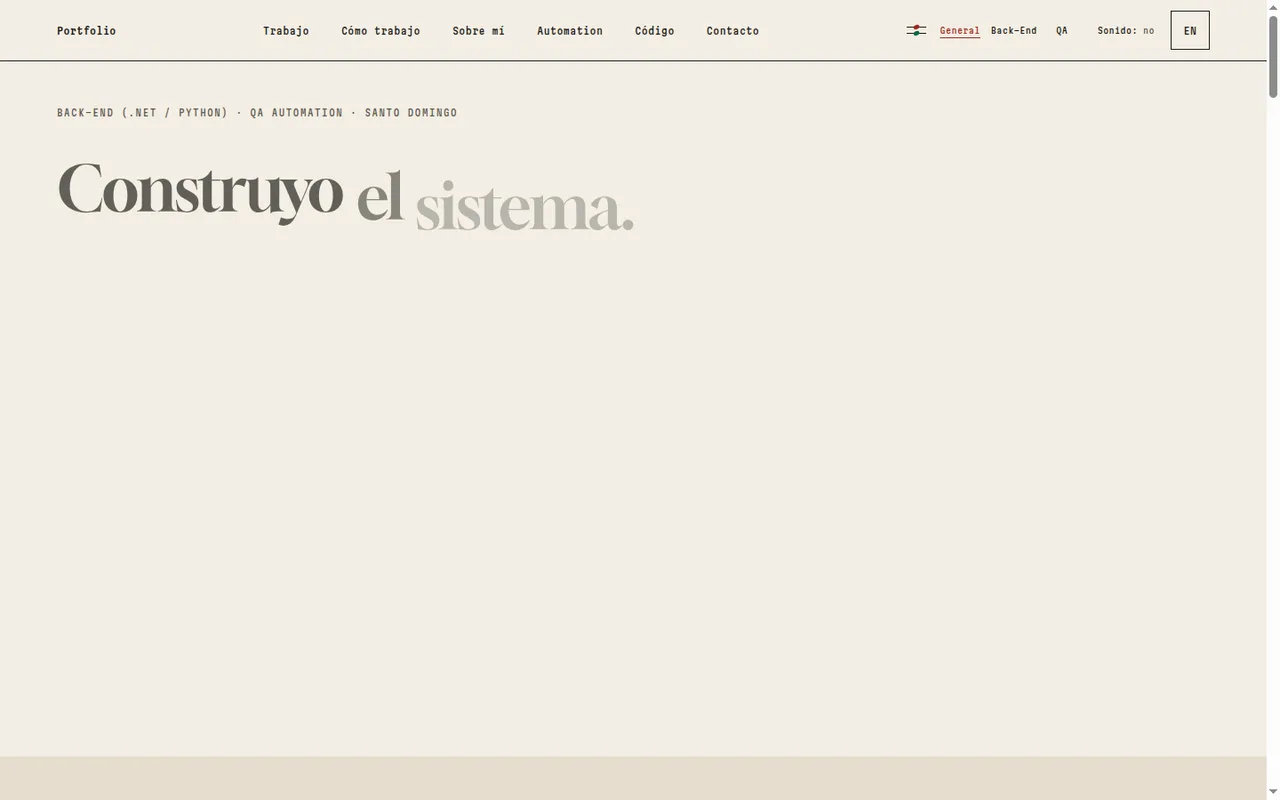 Portfolio Trabajo Cómo trabajo Sobre mí Automation Código Contacto General Back-End QA Sonido: no EN
BACK-END (.NET / PYTHON) · QA AUTOMATION · SANTO DOMINGO
Construyo el sistema.